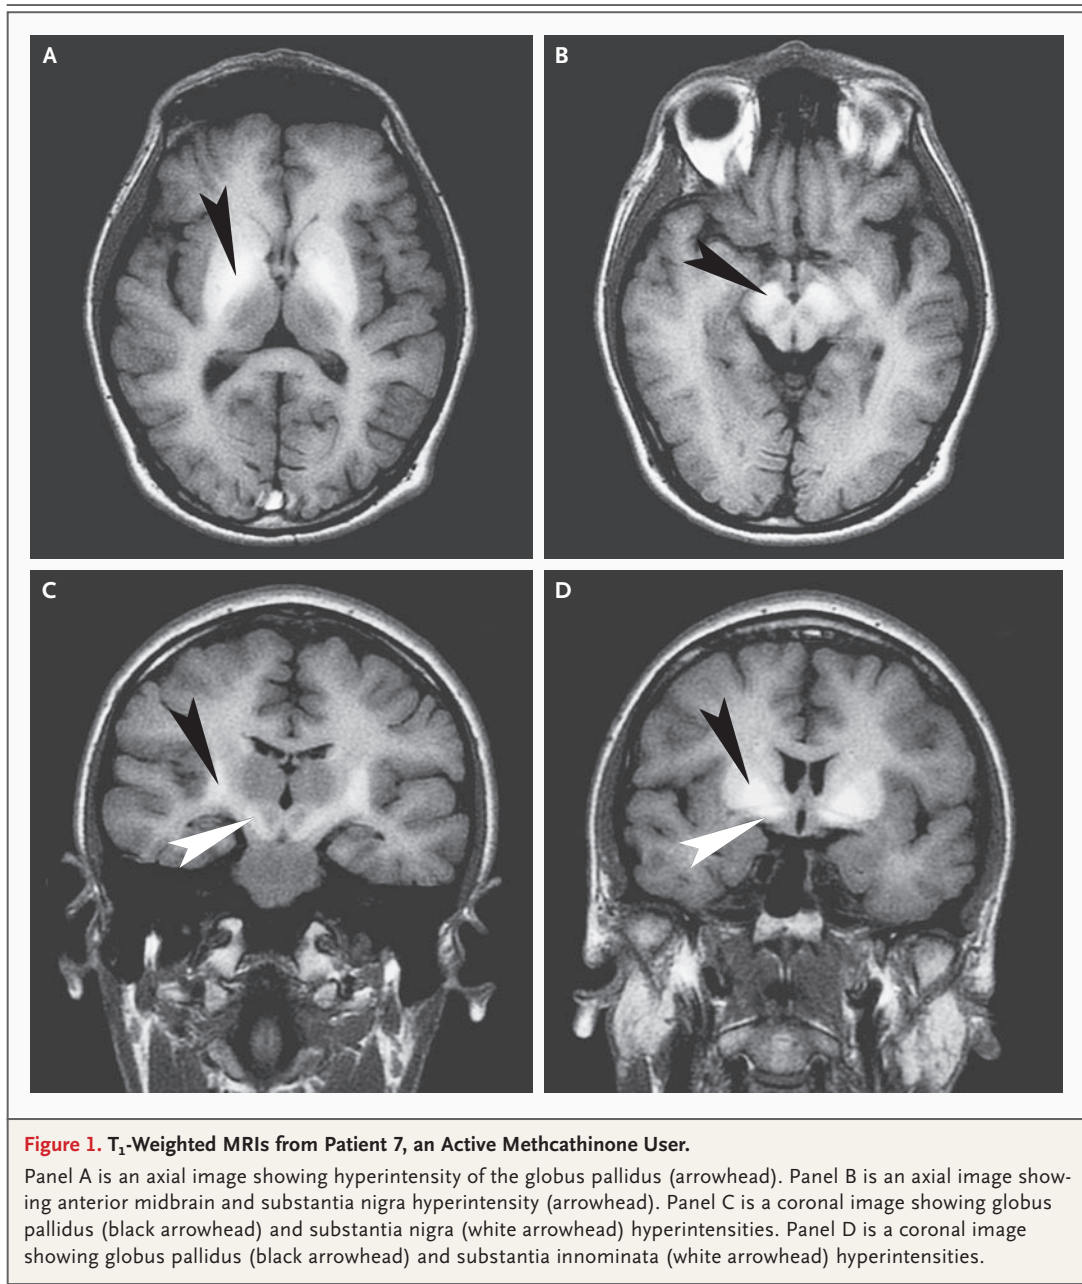 A
B
C
D
Figure 1. T₁-Weighted MRIs from Patient 7, an Active Methcathinone User.
Panel A is an axial image showing hyperintensity of the globus pallidus (arrowhead). Panel B is an axial image show-
ing anterior midbrain and substantia nigra hyperintensity (arrowhead). Panel C is a coronal image showing globus
pallidus (black arrowhead) and substantia nigra (white arrowhead) hyperintensities. Panel D is a coronal image
showing globus pallidus (black arrowhead) and substantia innominata (white arrowhead) hyperintensities.